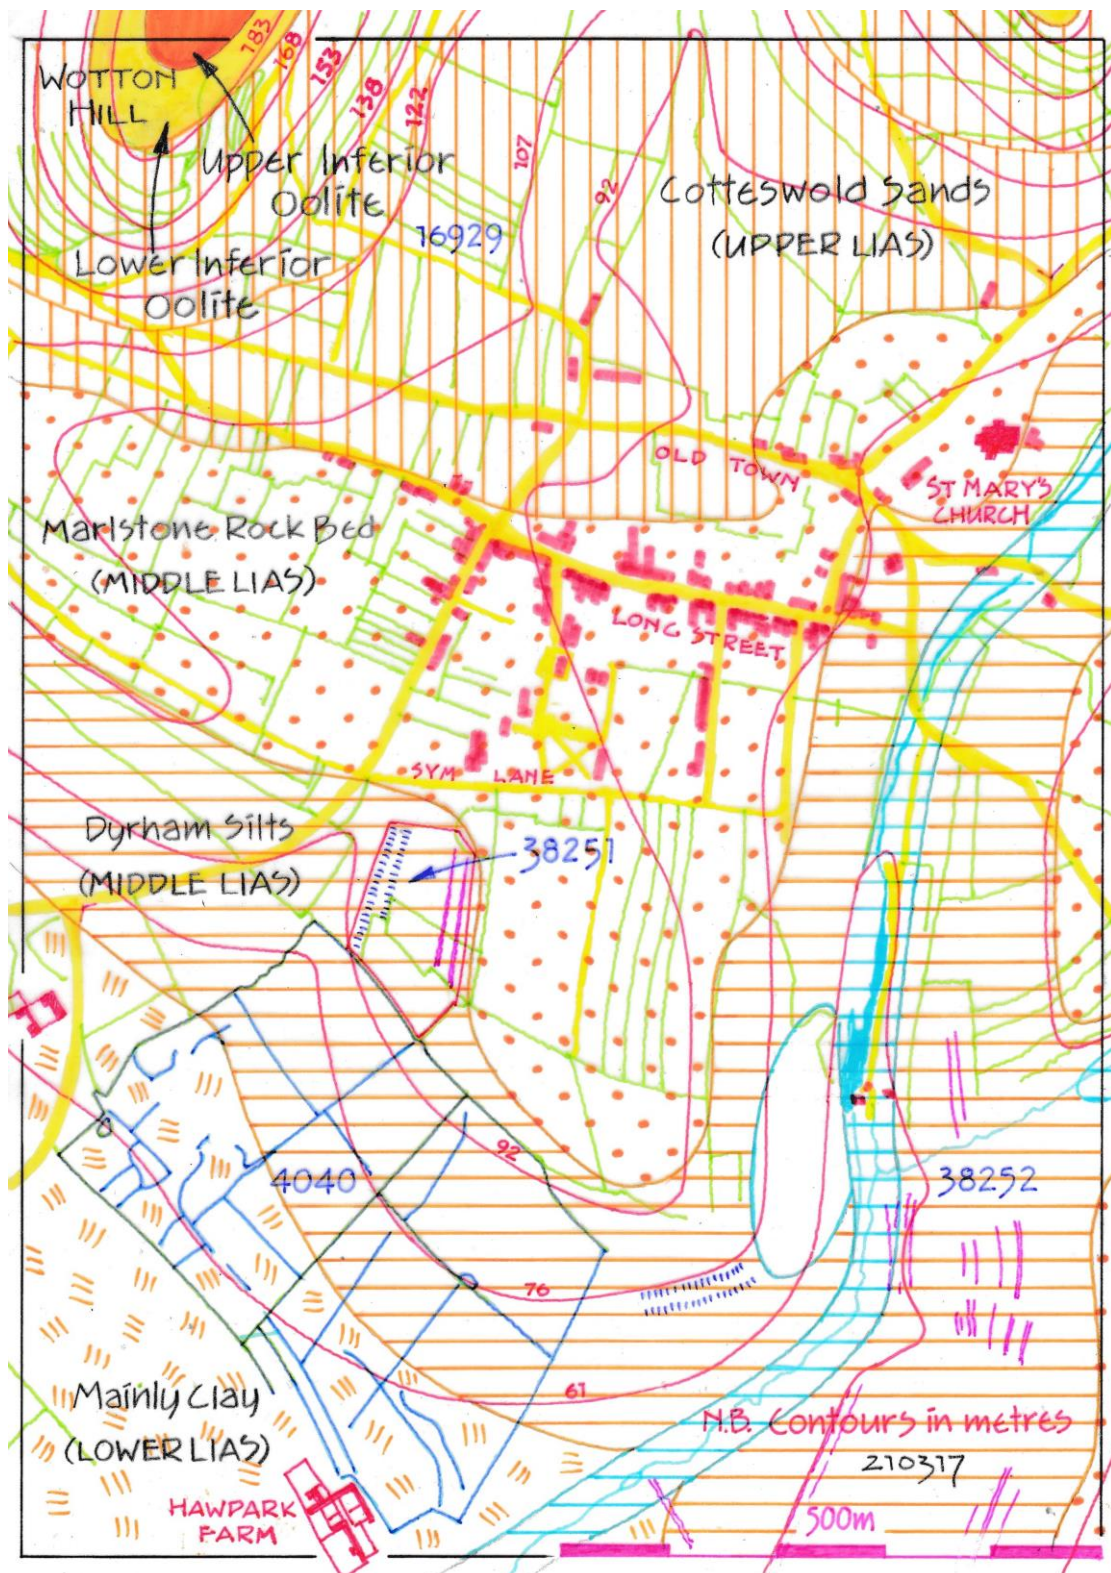 183
168
153
138
122
WOTTON
HILL
Upper Inferior
Oolite
107
92
Cotteswold Sands
(UPPER LIAS)
16929
Lower Inferior
Oolite
OLD TOWN
ST MARY'S
CHURCH
Marlstone Rock Bed
(MIDDLE LIAS)
LONG STREET
SYM LANE
Dyrham Silts
(MIDDLE LIAS)
38251
92
4040
38252
76
61
Mainly Clay
(LOWER LIAS)
N.B. Contours in metres
210317
HAWPARK
FARM
500m